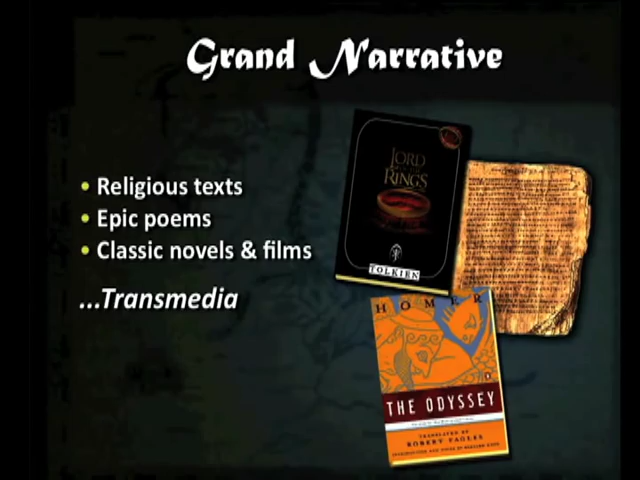 Grand Narrative
• Religious texts
• Epic poems
• Classic novels & films
...Transmedia
LORD
RINGS
TOLKIEN
HOMER
THE ODYSSEY
TRANSLATED BY
ROBERT FAGLES